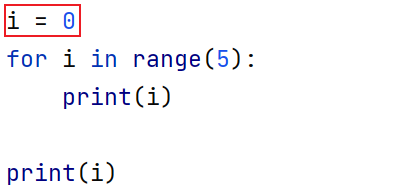 i = 0
for i in range(5):
    print(i)

print(i)